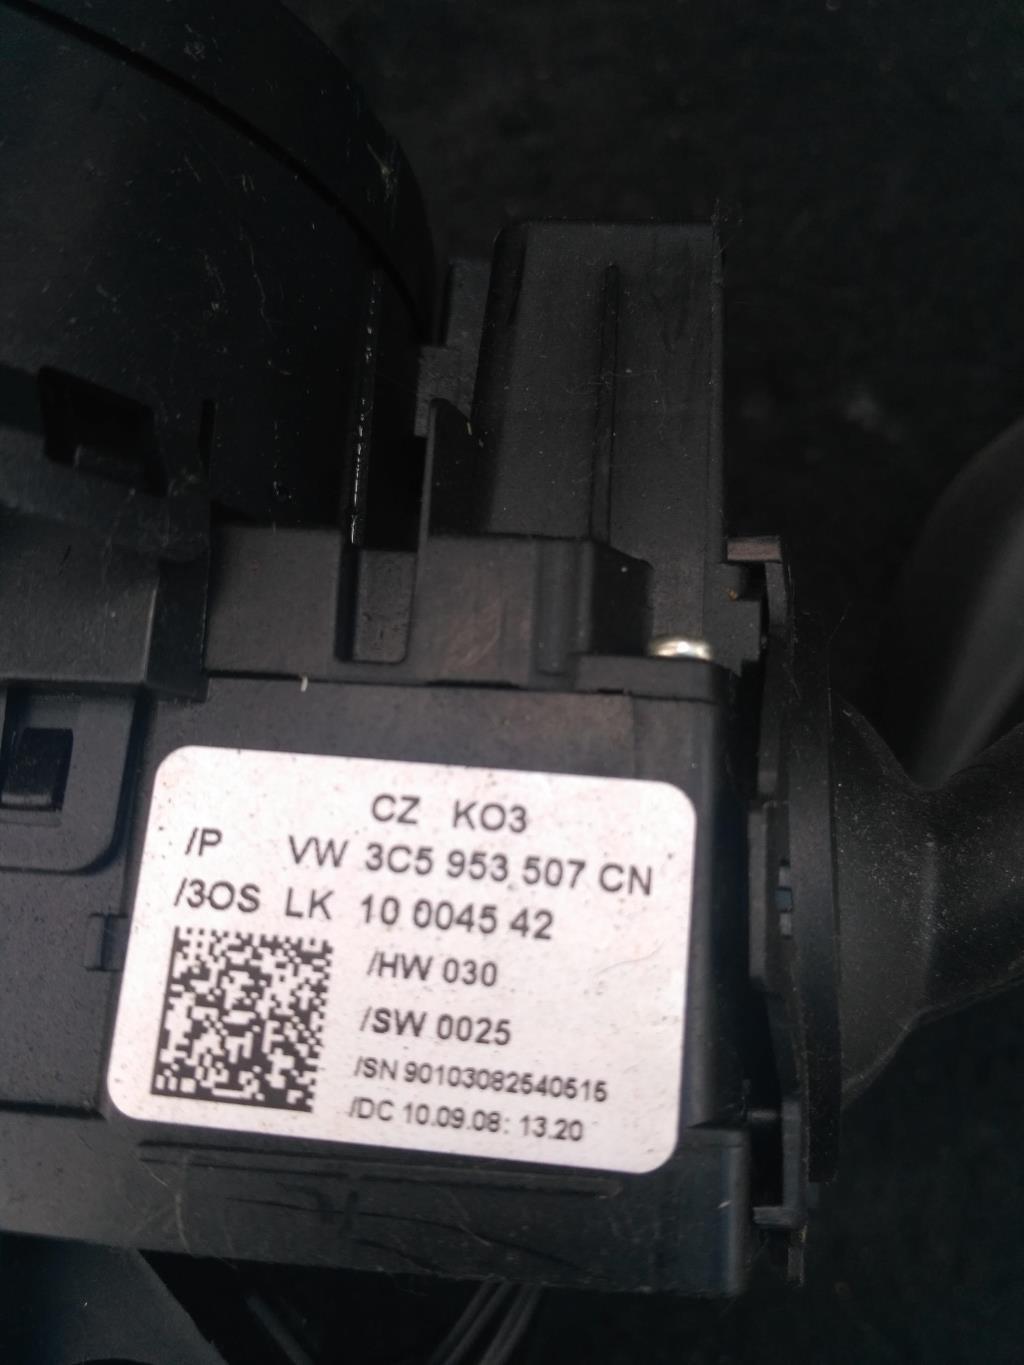 CZ KO3
/P VW 3C5 953 507 CN
/3OS LK 10 0045 42
/HW 030
/SW 0025
/SN 90103082540515
/DC 10.09.08: 13.20